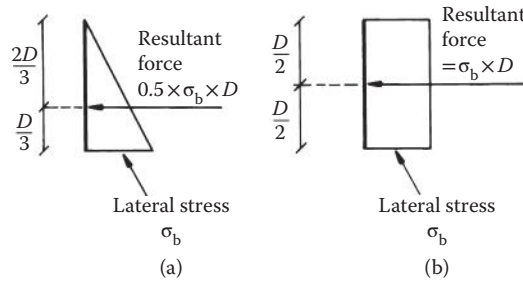 2D/3
D/3
Resultant
force
0.5 × σb × D
Lateral stress
σb
(a)
D/2
D/2
Resultant
force
=σb × D
Lateral stress
σb
(b)